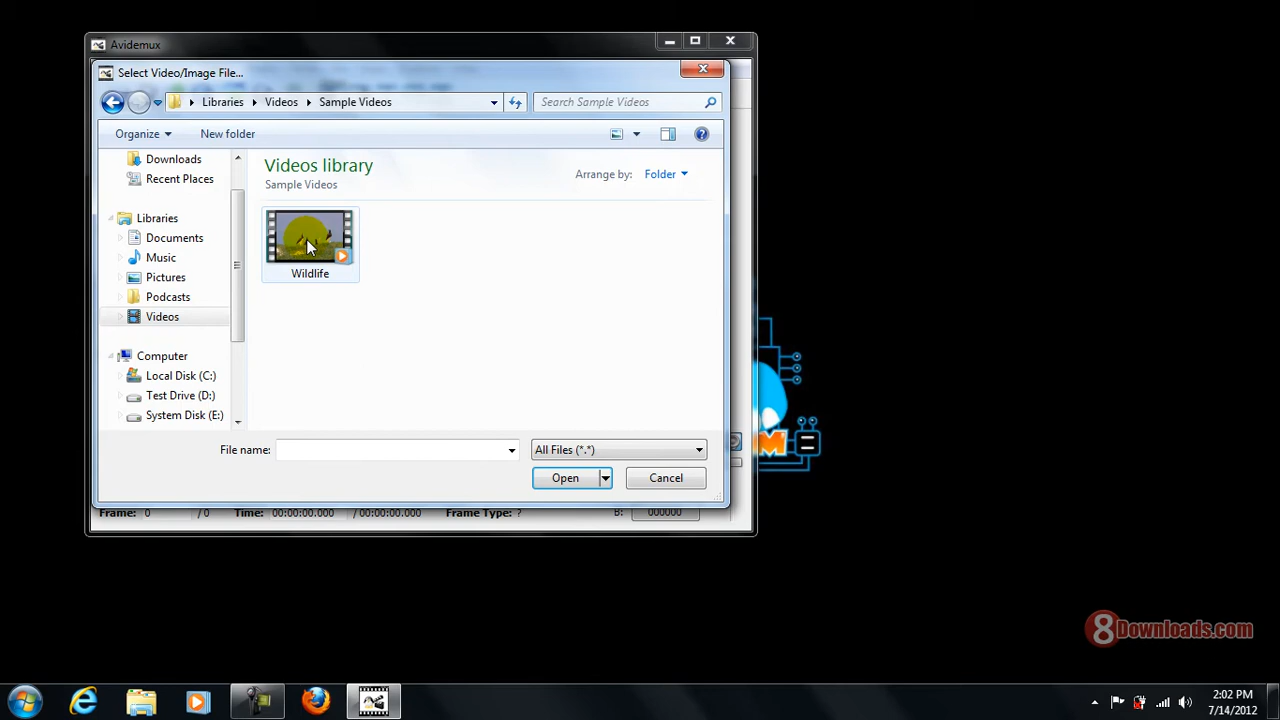 Avidemux
Select Video/Image File...
Libraries Videos Sample Videos
Search Sample Videos
Organize New folder
Downloads
Recent Places
Libraries
Documents
Music
Pictures
Podcasts
Videos
Computer
Local Disk (C:)
Test Drive (D:)
System Disk (E:)
Videos library
Sample Videos
Arrange by: Folder
Wildlife
File name:
All Files (*.*)
Open Cancel
Frame: 0 / 0 Time: 00:00:00.000 / 00:00:00.000 Frame Type: ? B: 000000
M
8Downloads.com
2:02 PM
7/14/2012